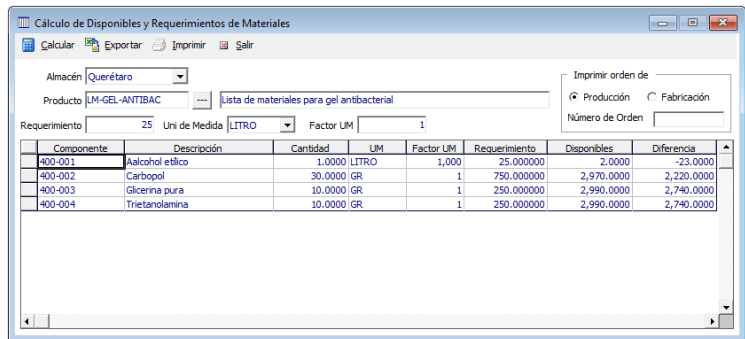 Cálculo de Disponibles y Requerimientos de Materiales
Calcular Exportar Imprimir Salir
Almacén Querétaro
Imprimir orden de
Producto LM-GEL-ANTIBAC --- Lista de materiales para gel antibacterial
Producción Fabricación
Requerimiento 25 Uni de Medida LITRO Factor UM 1
Número de Orden
Componente Descripción Cantidad UM Factor UM Requerimiento Disponibles Diferencia
400-001 Aalcohol etílico 1.0000 LITRO 1,000 25.000000 2.0000 -23.0000
400-002 Carbopol 30.0000 GR 1 750.000000 2,970.0000 2,220.0000
400-003 Glicerina pura 10.0000 GR 1 250.000000 2,990.0000 2,740.0000
400-004 Trietanolamina 10.0000 GR 1 250.000000 2,990.0000 2,740.0000